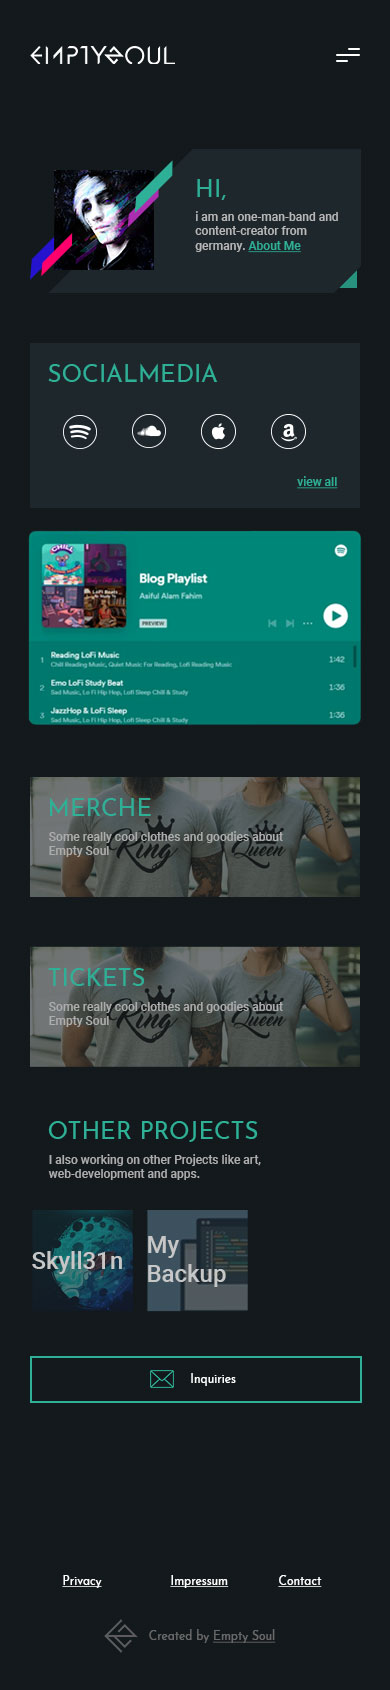 EMPTYSOUL
HI,
i am an one-man-band and
content-creator from
germany. About Me
SOCIALMEDIA
view all
Blog Playlist
Asiful Alam Fahim
PREVIEW
1 Reading LoFi Music 1:42
Chill Reading Music, Quiet Music For Reading, Lofi Reading Music
2 Emo LoFi Study Beat 1:36
Sad Music, Lo Fi Hip Hop, Lofi Sleep Chill & Study
3 JazzHop & LoFi Sleep 1:36
Sad Music, Lo Fi Hip Hop, Lofi Sleep Chill & Study
MERCHE
Some really cool clothes and goodies about
Empty Soul
King
Queen
TICKETS
Some really cool clothes and goodies about
Empty Soul
King
Queen
OTHER PROJECTS
I also working on other Projects like art,
web-development and apps.
Skyll31n
My
Backup
Inquiries
Privacy Impressum Contact
Created by Empty Soul